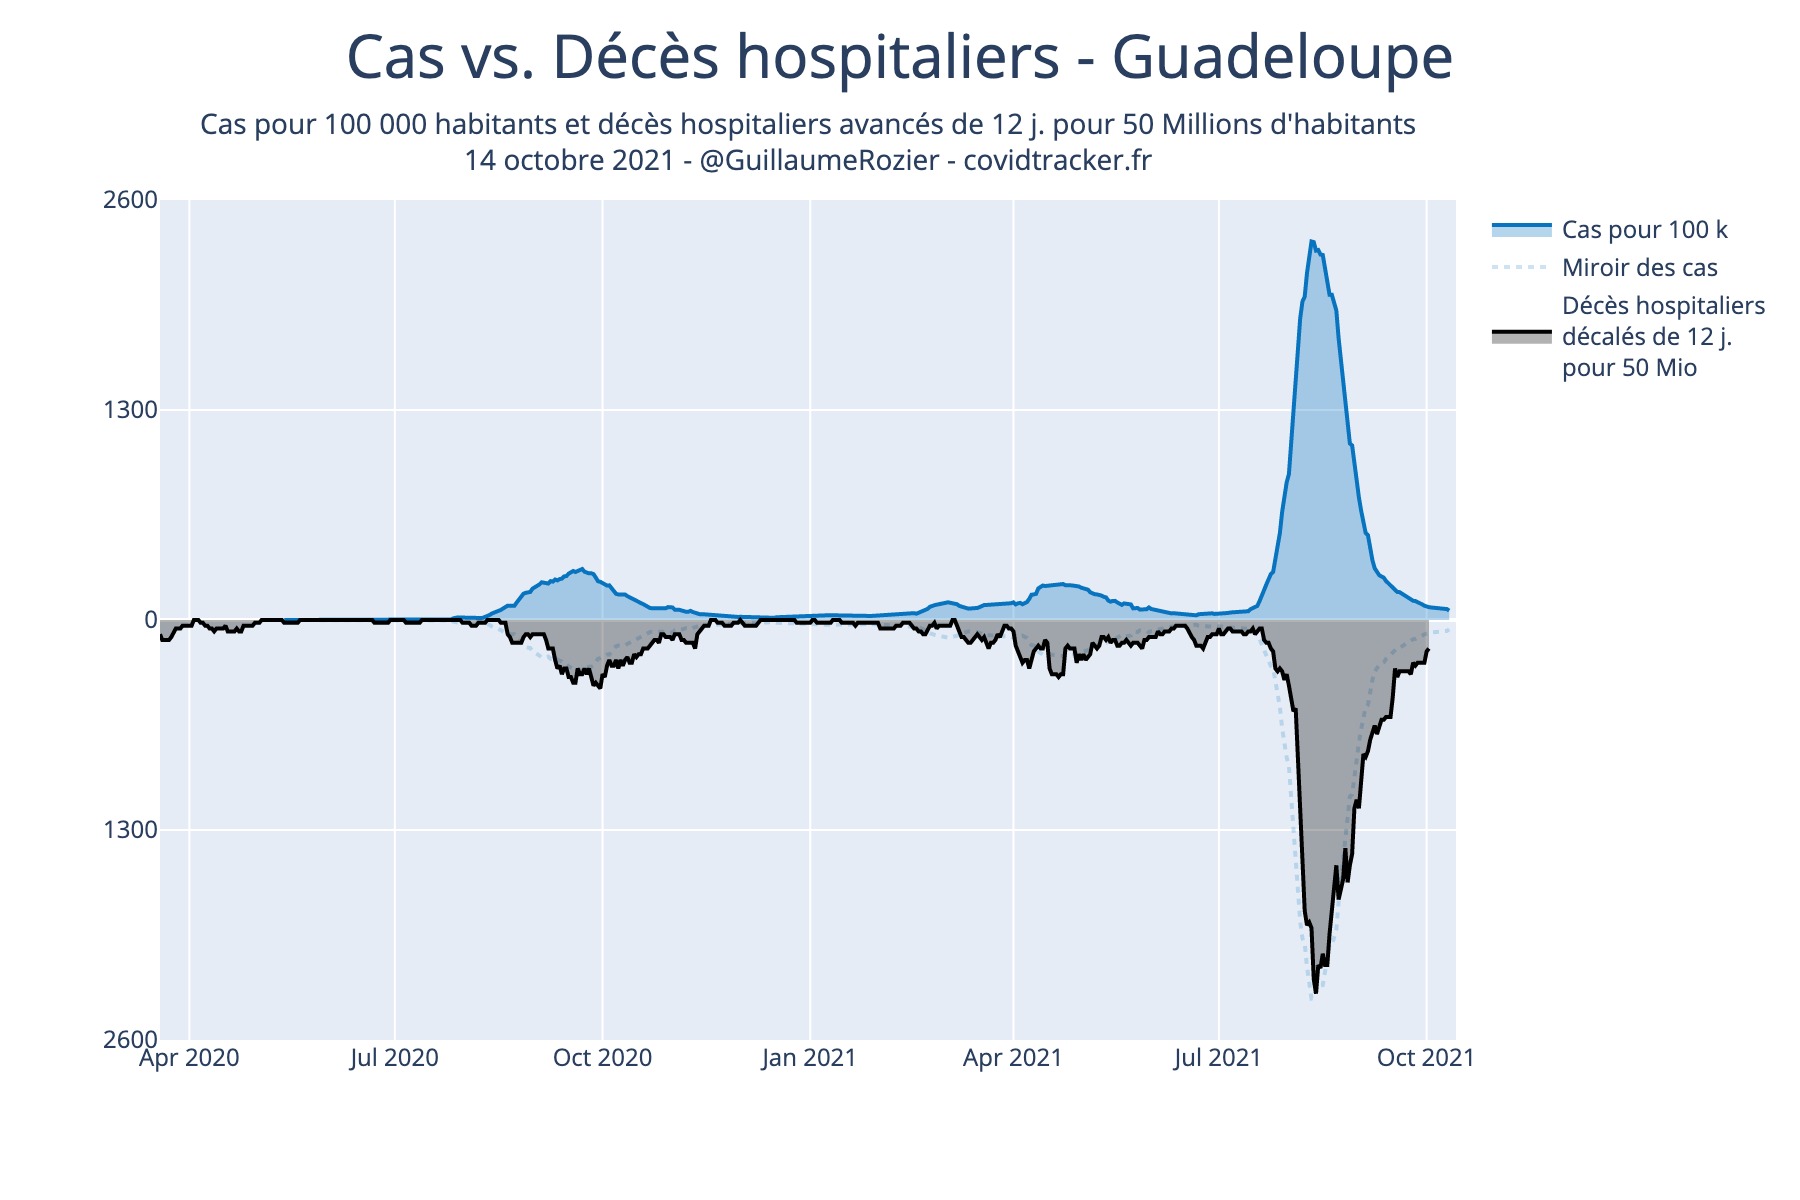 Cas vs. Décès hospitaliers - Guadeloupe
Cas pour 100 000 habitants et décès hospitaliers avancés de 12 j. pour 50 Millions d'habitants
14 octobre 2021 - @GuillaumeRozier - covidtracker.fr
2600
1300
0
1300
2600
Apr 2020
Jul 2020
Oct 2020
Jan 2021
Apr 2021
Jul 2021
Oct 2021
Cas pour 100 k
Miroir des cas
Décès hospitaliers
décalés de 12 j.
pour 50 Mio